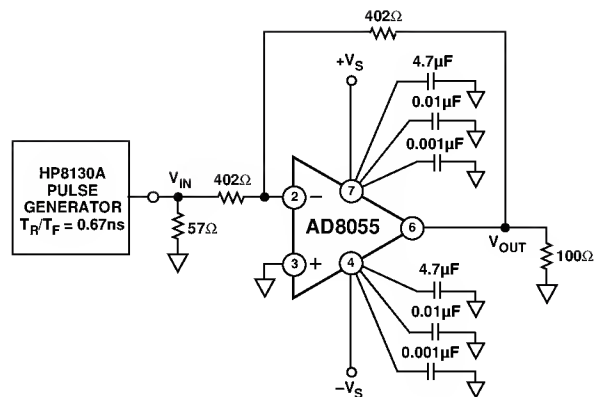 402Ω
+VS
4.7µF
0.01µF
0.001µF
HP8130A
PULSE
GENERATOR
TR/TF = 0.67ns
VIN
402Ω
57Ω
2
−
7
AD8055
6
3
+
4
VOUT
100Ω
4.7µF
0.01µF
0.001µF
−VS